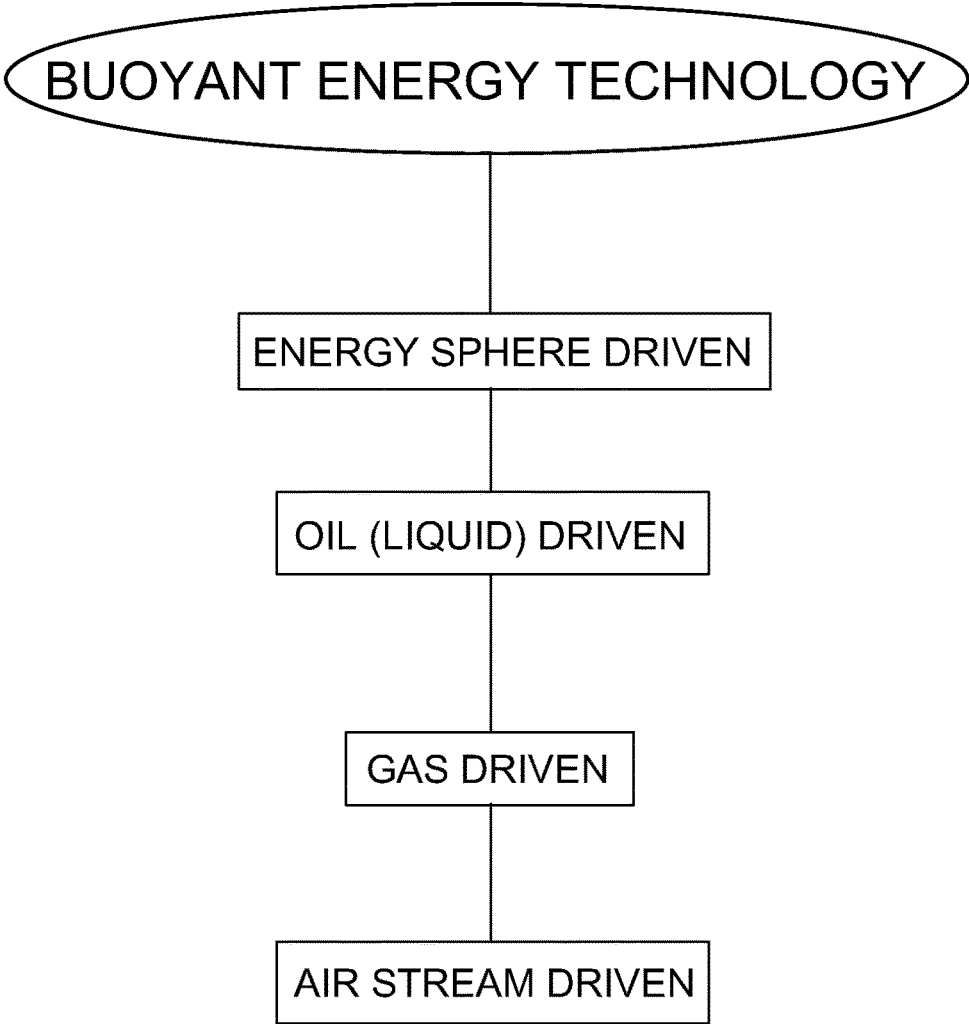 BUOYANT ENERGY TECHNOLOGY
ENERGY SPHERE DRIVEN
OIL (LIQUID) DRIVEN
GAS DRIVEN
AIR STREAM DRIVEN